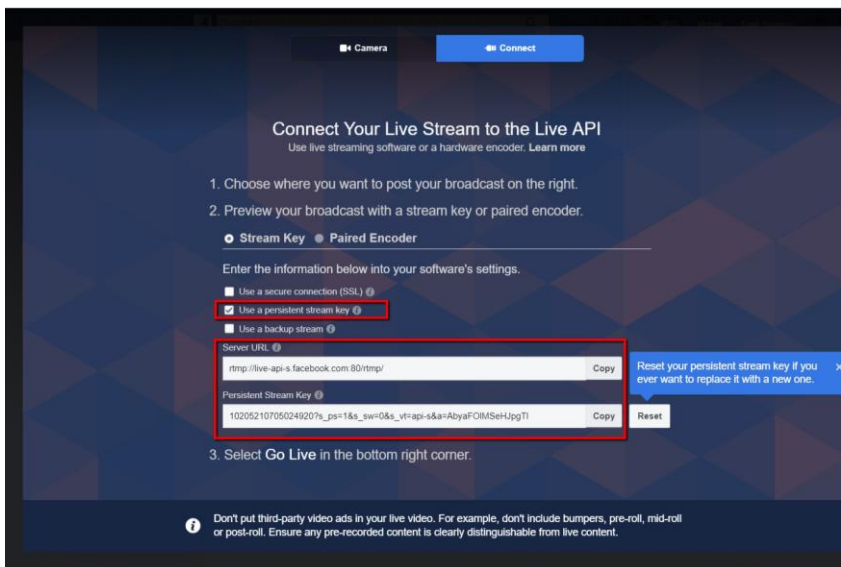 Camera
Connect
Connect Your Live Stream to the Live API
Use live streaming software or a hardware encoder. Learn more
1. Choose where you want to post your broadcast on the right.
2. Preview your broadcast with a stream key or paired encoder.
Stream Key Paired Encoder
Enter the information below into your software's settings.
Use a secure connection (SSL)
Use a persistent stream key
Use a backup stream
Server URL
rtmp://live-api-s.facebook.com:80/rtmp/ Copy
Reset your persistent stream key if you
ever want to replace it with a new one.
Persistent Stream Key
10205210705024920?s_ps=1&s_sw=0&s_vt=api-s&a=AbyaFOIMSeHJpgTI Copy Reset
3. Select Go Live in the bottom right corner.
Don't put third-party video ads in your live video. For example, don't include bumpers, pre-roll, mid-roll
or post-roll. Ensure any pre-recorded content is clearly distinguishable from live content.